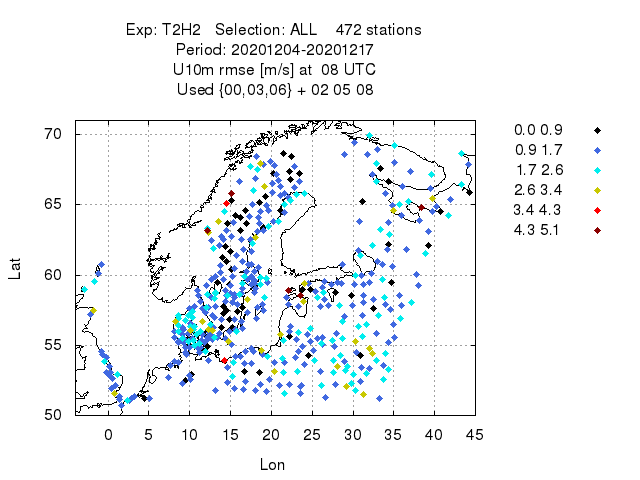 Exp: T2H2 Selection: ALL 472 stations
Period: 20201204-20201217
U10m rmse [m/s] at 08 UTC
Used {00,03,06} + 02 05 08
0.0 0.9
0.9 1.7
1.7 2.6
2.6 3.4
3.4 4.3
4.3 5.1
70
65
60
55
50
Lat
0 5 10 15 20 25 30 35 40 45
Lon